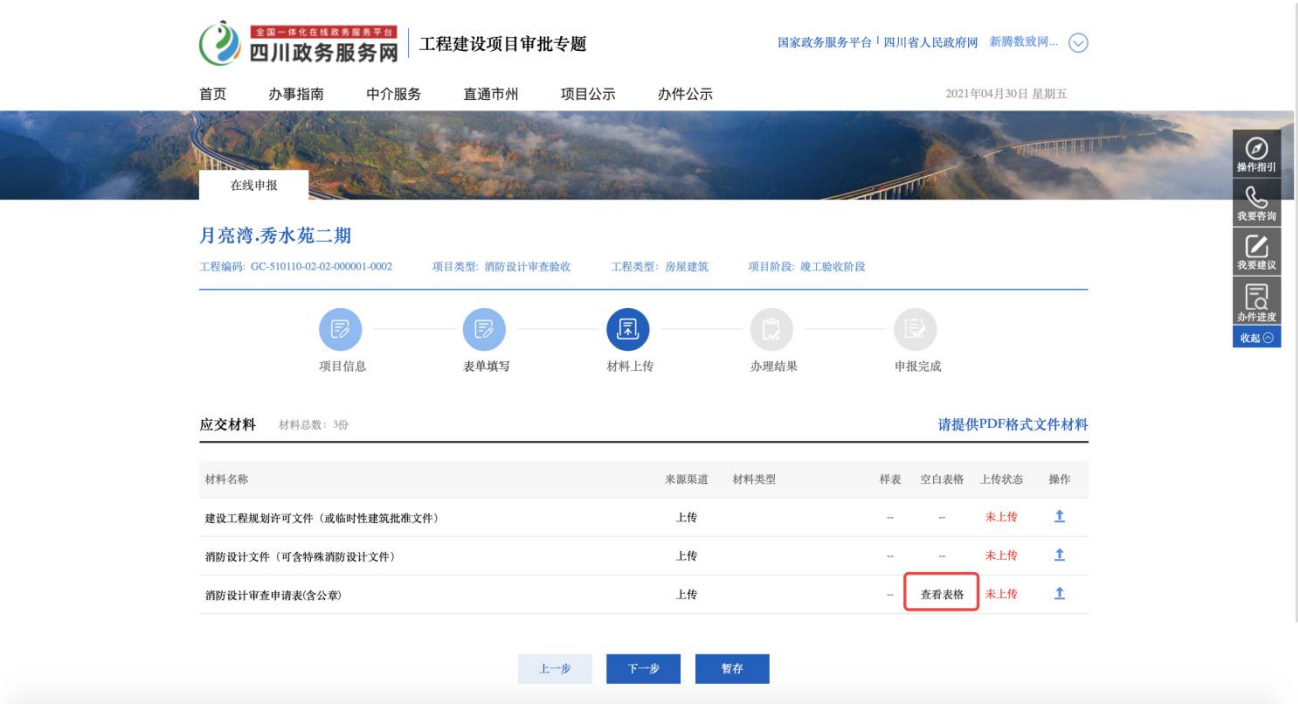 全国一体化在线政务服务平台
四川政务服务网 工程建设项目审批专题 国家政务服务平台 四川省人民政府网 新腾数致网...
首页 办事指南 中介服务 直通市州 项目公示 办件公示 2021年04月30日 星期五
在线申报
操作指引
我要咨询
我要建议
办件进度
收起
月亮湾.秀水苑二期
工程编码: GC-510110-02-02-000001-0002 项目类型: 消防设计审查验收 工程类型: 房屋建筑 项目阶段: 竣工验收阶段
项目信息 表单填写 材料上传 办理结果 申报完成
应交材料 材料总数: 3份 请提供PDF格式文件材料
材料名称 来源渠道 材料类型 样表 空白表格 上传状态 操作
建设工程规划许可文件（或临时性建筑批准文件） 上传 -- -- 未上传
消防设计文件（可含特殊消防设计文件） 上传 -- -- 未上传
消防设计审查申请表(含公章) 上传 -- 查看表格 未上传
上一步 下一步 暂存